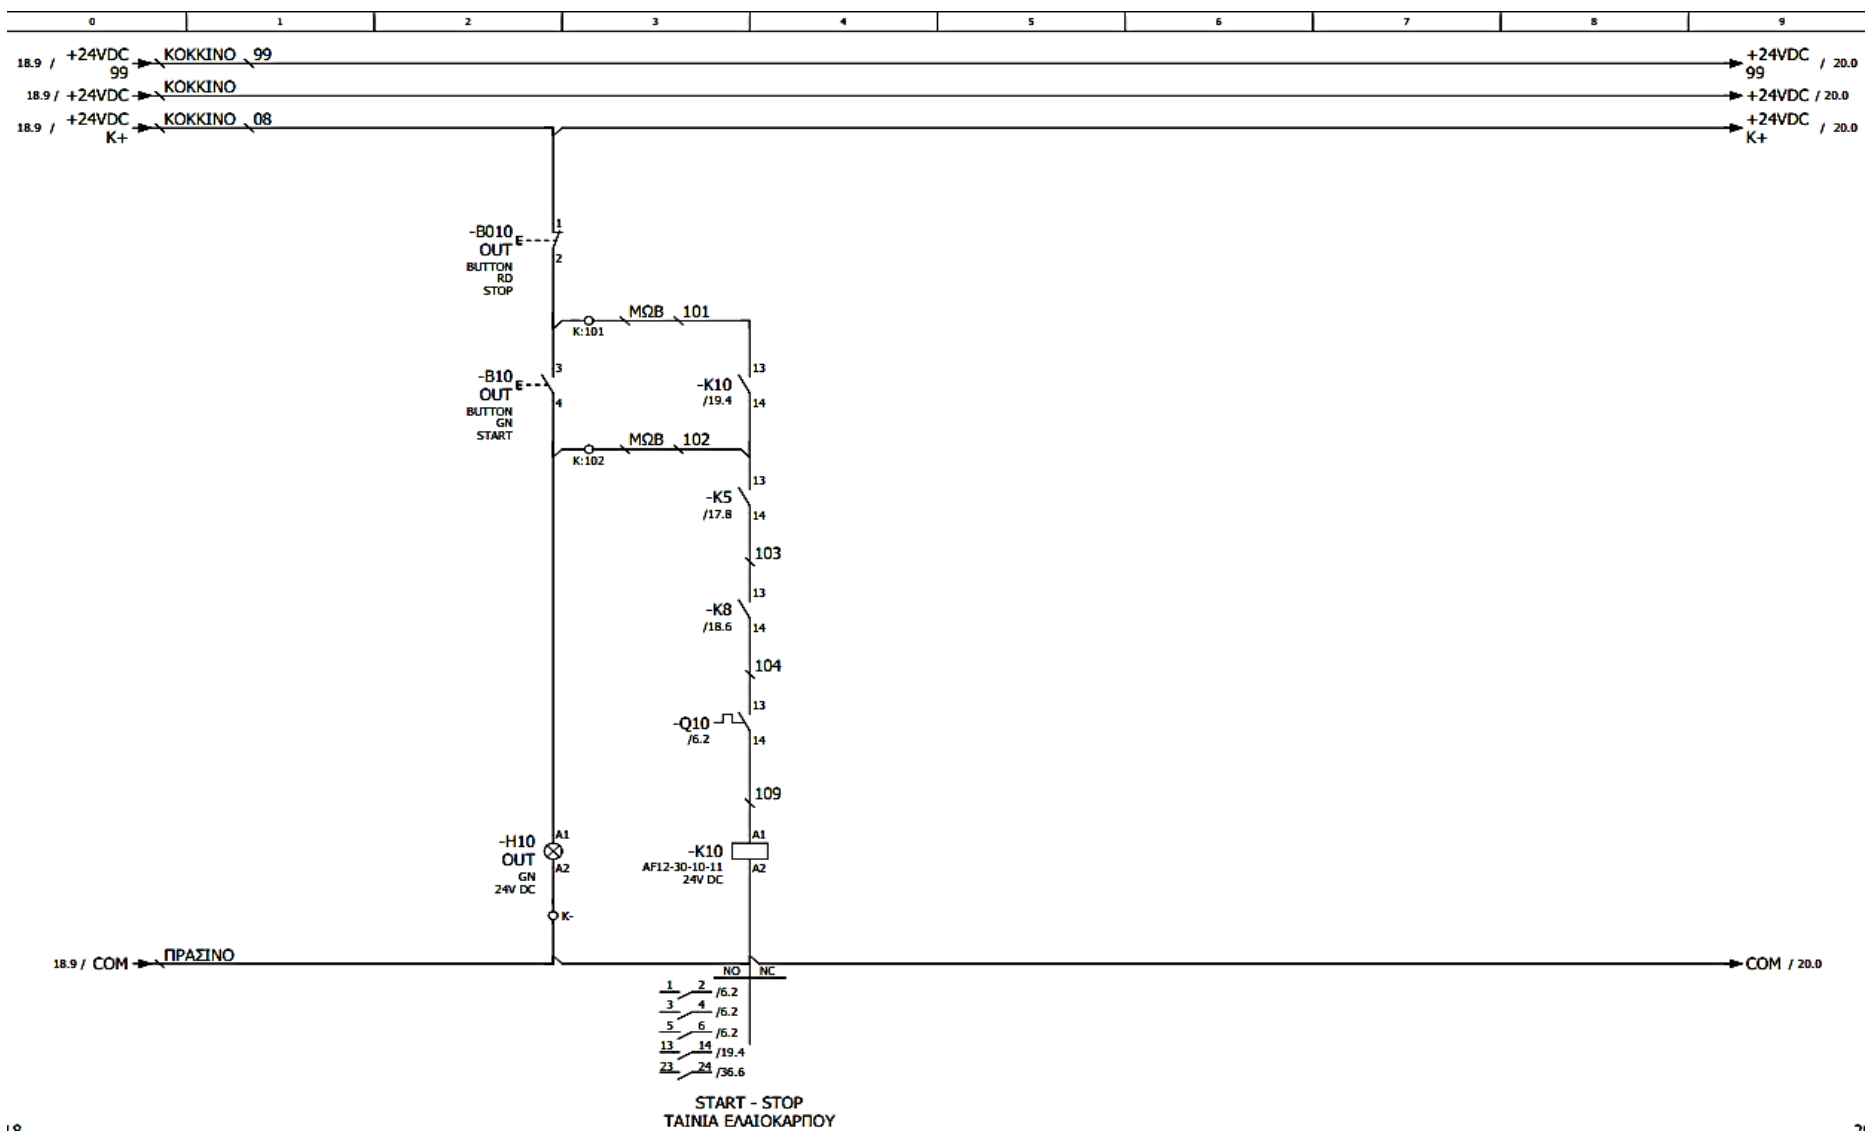 0 1 2 3 4 5 6 7 8 9
18.9 / +24VDC ΚΟΚΚΙΝΟ 99 +24VDC / 20.0
99 99
18.9 / +24VDC ΚΟΚΚΙΝΟ +24VDC / 20.0
18.9 / +24VDC ΚΟΚΚΙΝΟ 08 +24VDC / 20.0
K+ K+
1
-B010
OUT
2
BUTTON
RD
STOP
ΜΩΒ 101
K:101
3 13
-B10 -K10
OUT /19.4
4 14
BUTTON
GN
START
ΜΩΒ 102
K:102
13
-K5
/17.8 14
103
13
-K8
/18.6 14
104
13
-Q10
/6.2 14
109
A1 A1
-H10 -K10
OUT AF12-30-10-11
A2 A2
GN 24V DC
24V DC
K-
18.9 / COM ΠΡΑΣΙΝΟ COM / 20.0
NO NC
1 2 /6.2
3 4 /6.2
5 6 /6.2
13 14 /19.4
23 24 /36.6
START - STOP
ΤΑΙΝΙΑ ΕΛΑΙΟΚΑΡΠΟΥ